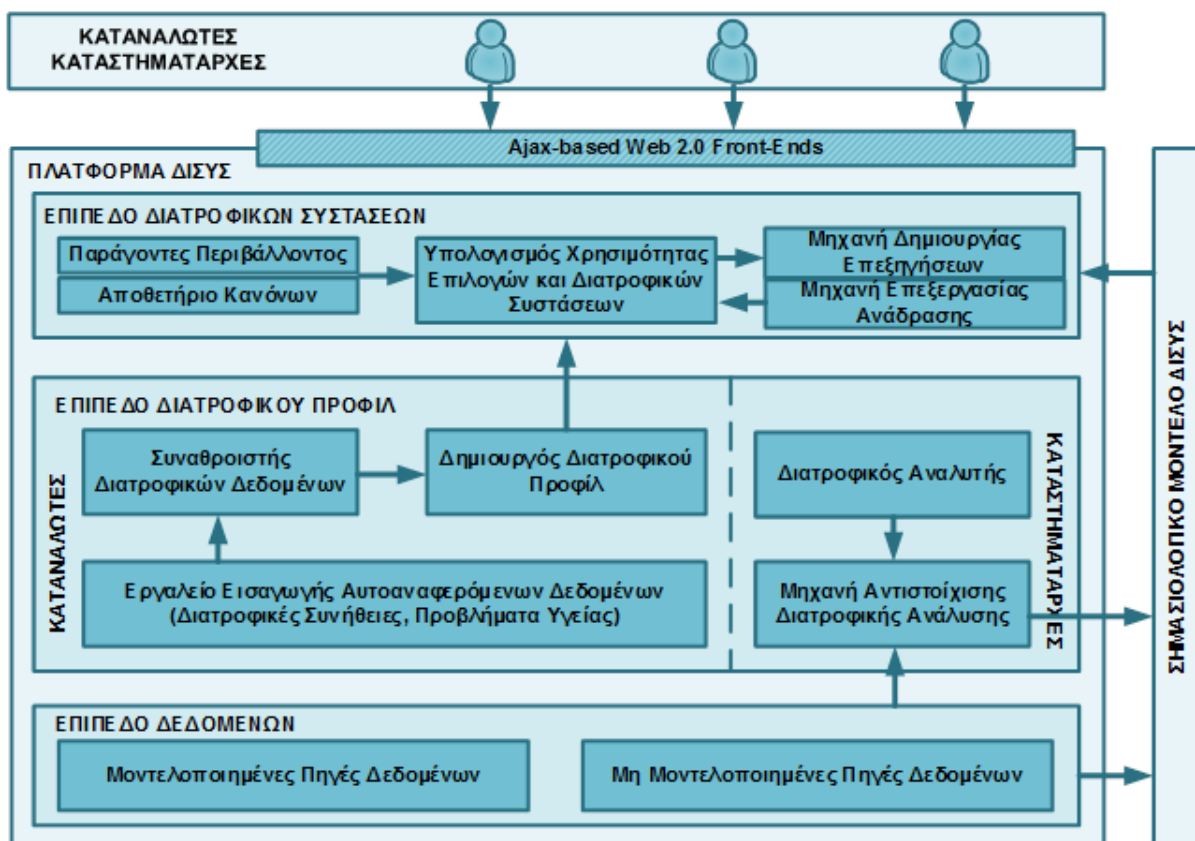 ΚΑΤΑΝΑΛΩΤΕΣ
ΚΑΤΑΣΤΗΜΑΤΑΡΧΕΣ
Ajax-based Web 2.0 Front-Ends
ΠΛΑΤΦΟΡΜΑ ΔΙΣΥΣ
ΕΠΙΠΕΔΟ ΔΙΑΤΡΟΦΙΚΩΝ ΣΥΣΤΑΣΕΩΝ
Παράγοντες Περιβάλλοντος
Αποθετήριο Κανόνων
Υπολογισμός Χρησιμότητας
Επιλογών και Διατροφικών
Συστάσεων
Μηχανή Δημιουργίας
Επεξηγήσεων
Μηχανή Επεξεργασίας
Ανάδρασης
ΕΠΙΠΕΔΟ ΔΙΑΤΡΟΦΙΚΟΥ ΠΡΟΦΙΛ
ΚΑΤΑΝΑΛΩΤΕΣ
Συναθροιστής
Διατροφικών Δεδομένων
Δημιουργός Διατροφικού
Προφίλ
Εργαλείο Εισαγωγής Αυτοαναφερόμενων Δεδομένων
(Διατροφικές Συνήθειες, Προβλήματα Υγείας)
Διατροφικός Αναλυτής
Μηχανή Αντιστοίχισης
Διατροφικής Ανάλυσης
ΚΑΤΑΣΤΗΜΑΤΑΡΧΕΣ
ΕΠΙΠΕΔΟ ΔΕΔΟΜΕΝΩΝ
Μοντελοποιημένες Πηγές Δεδομένων
Μη Μοντελοποιημένες Πηγές Δεδομένων
ΣΗΜΑΣΙΟΛΟΓΙΚΟ ΜΟΝΤΕΛΟ ΔΙΣΥΣ